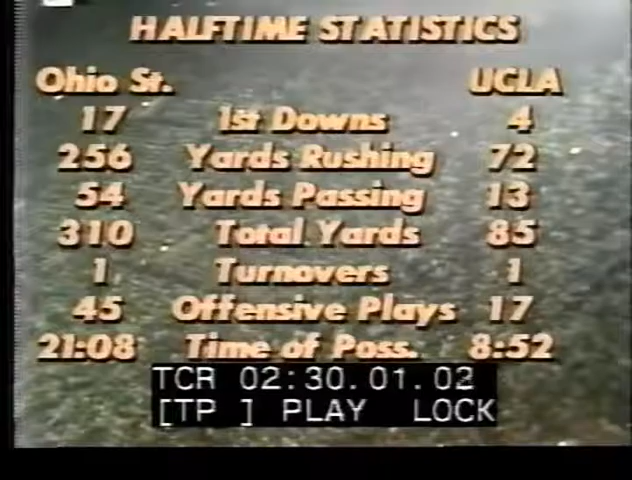 HALFTIME STATISTICS
Ohio St. UCLA
17 1st Downs 4
256 Yards Rushing 72
54 Yards Passing 13
310 Total Yards 85
1 Turnovers 1
45 Offensive Plays 17
21:08 Time of Poss. 8:52
TCR 02:30.01.02
[TP ] PLAY LOCK